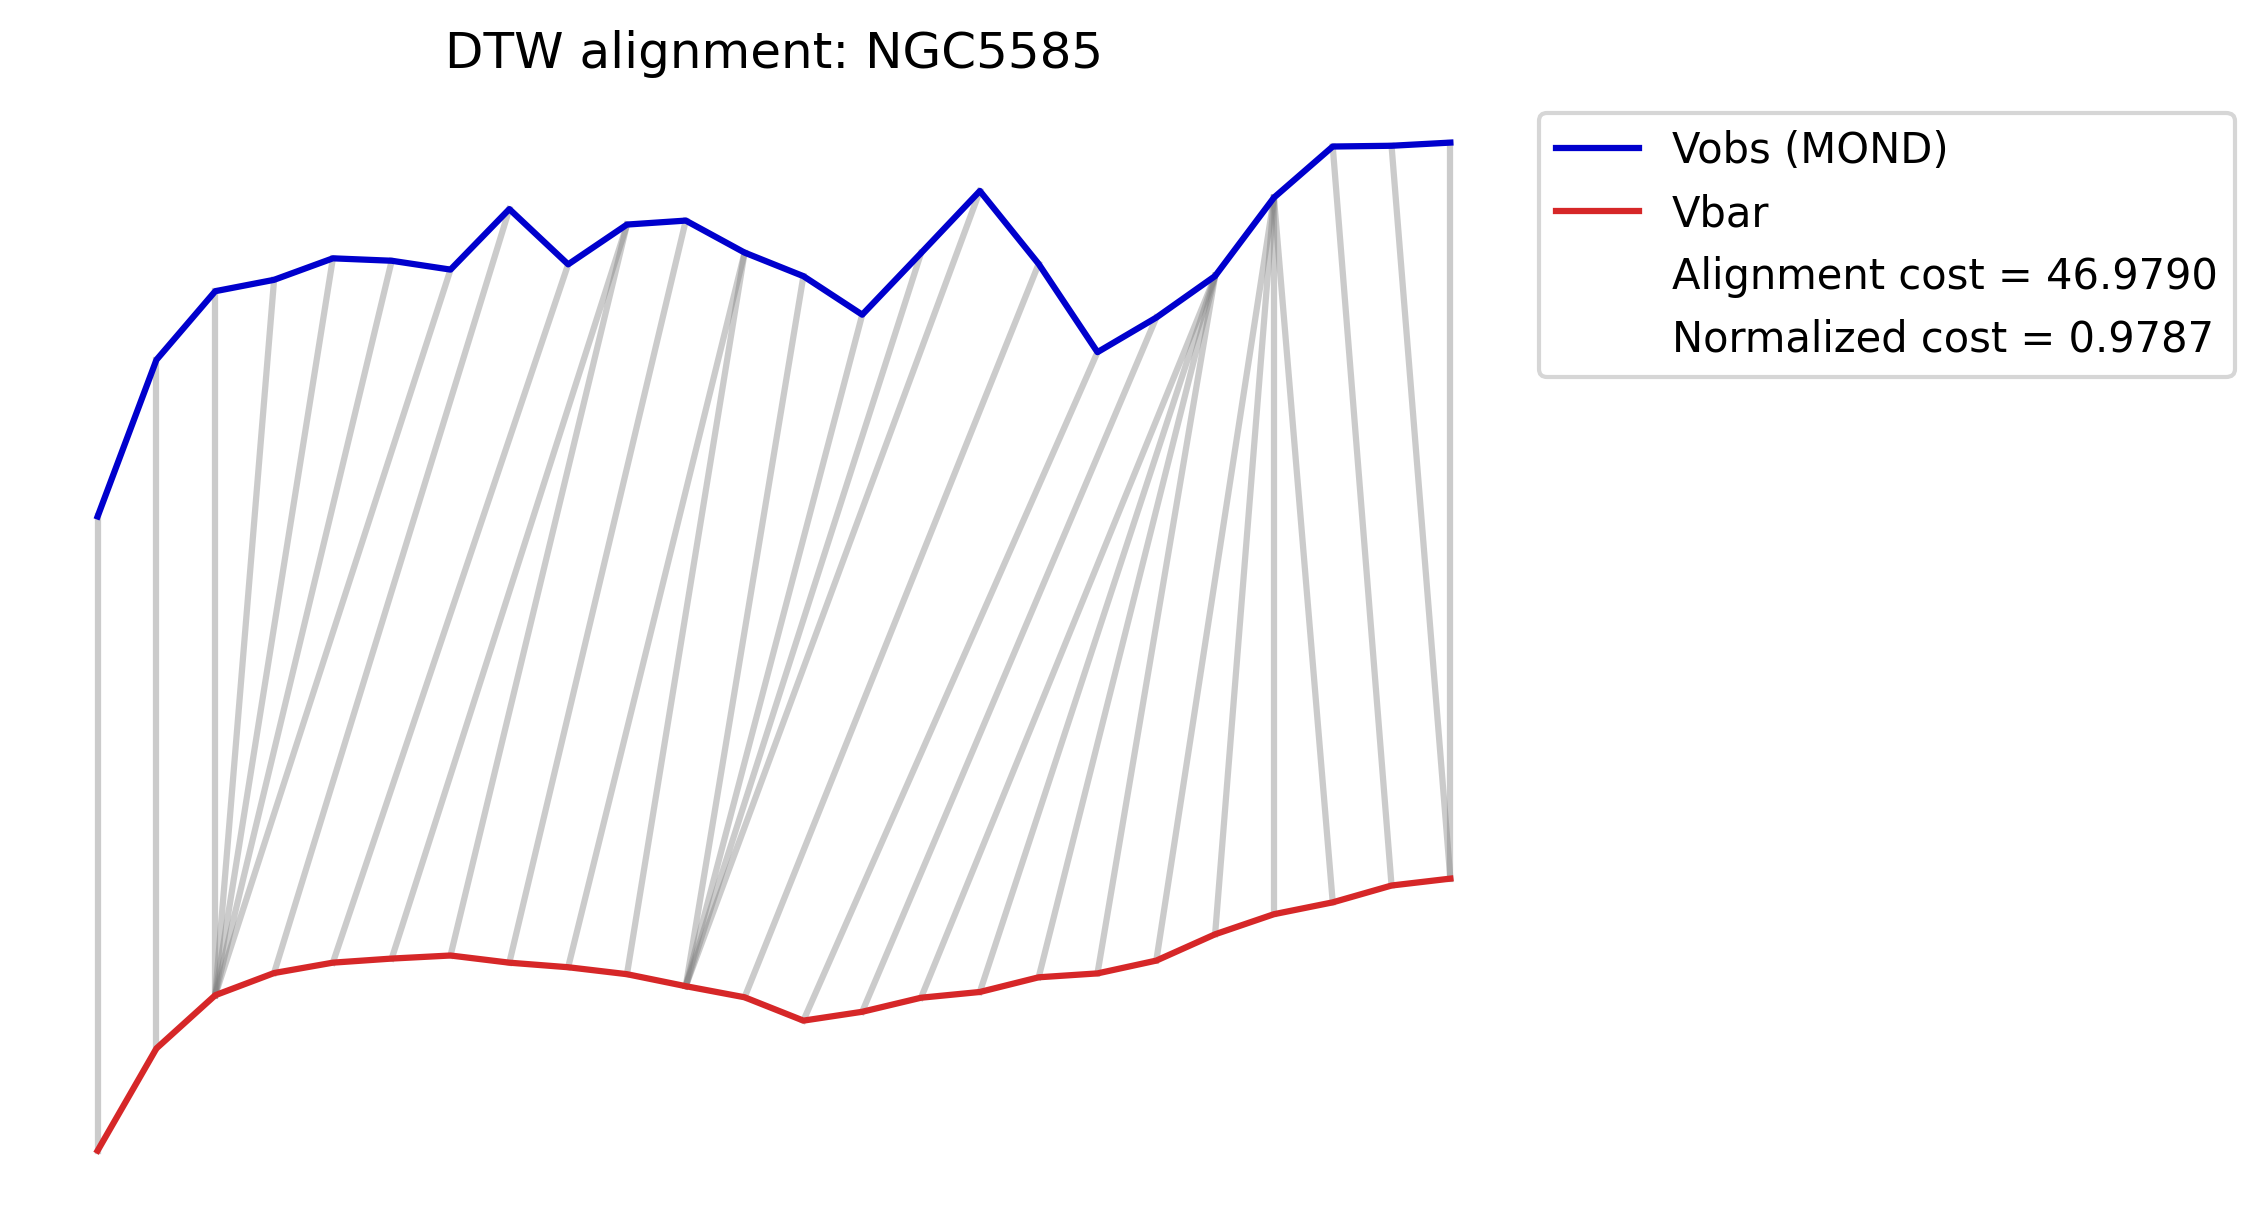 DTW alignment: NGC5585
Vobs (MOND)
Vbar
Alignment cost = 46.9790
Normalized cost = 0.9787